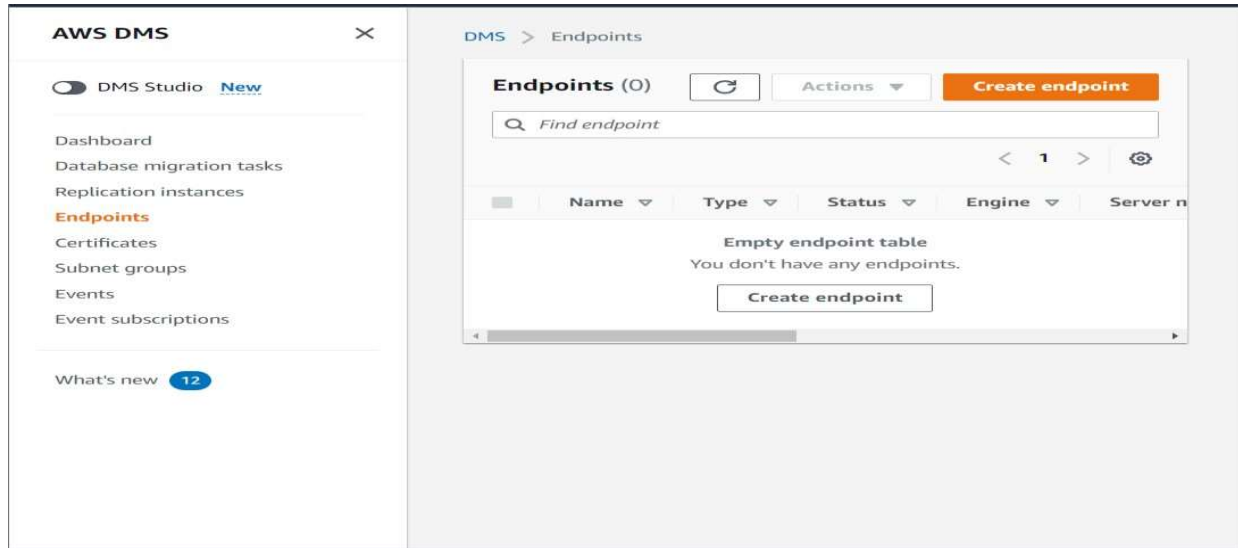 AWS DMS
DMS Studio New
Dashboard
Database migration tasks
Replication instances
Endpoints
Certificates
Subnet groups
Events
Event subscriptions
What's new 12
DMS > Endpoints
Endpoints (0) Actions Create endpoint
Find endpoint
< 1 >
Name Type Status Engine Server n
Empty endpoint table
You don't have any endpoints.
Create endpoint